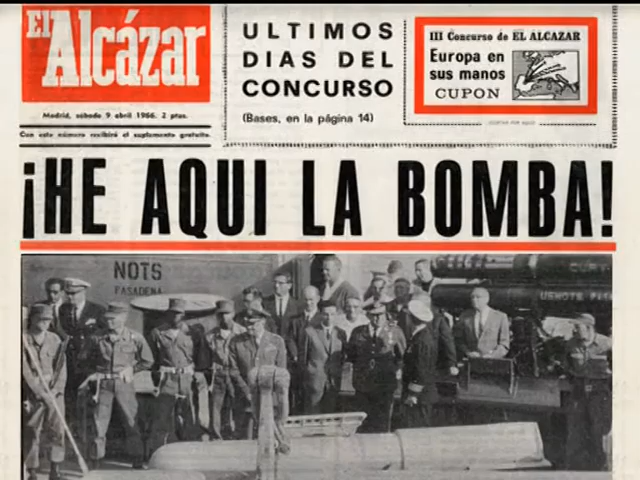 El Alcázar
Madrid, sábado 9 abril 1966. 2 ptas.
Con este número recibirá el suplemento gratuito.
ULTIMOS
DIAS DEL
CONCURSO
(Bases, en la página 14)
III Concurso de EL ALCAZAR
Europa en
sus manos
CUPON
¡HE AQUI LA BOMBA!
NOTS
PASADENA